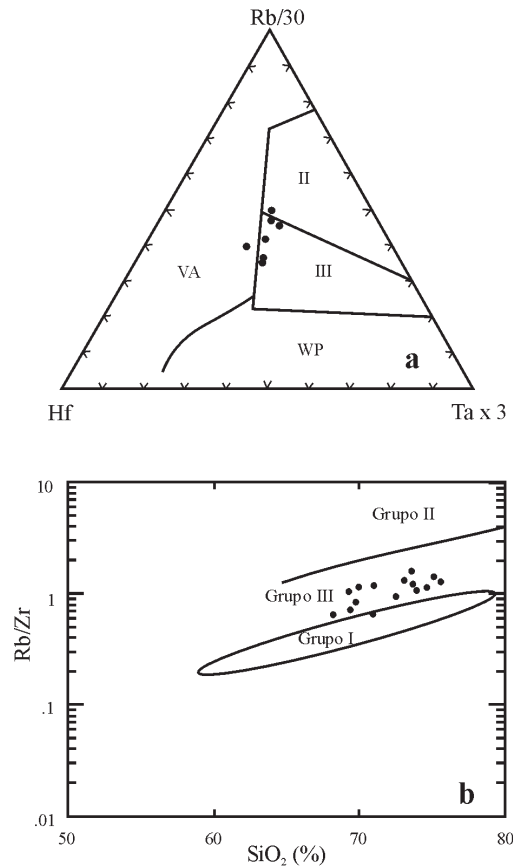 Rb/30
II
VA
III
WP
a
Hf
Ta x 3
10
Grupo II
Grupo III
1
Grupo I
Rb/Zr
.1
b
.01
50
60
70
80
SiO₂ (%)